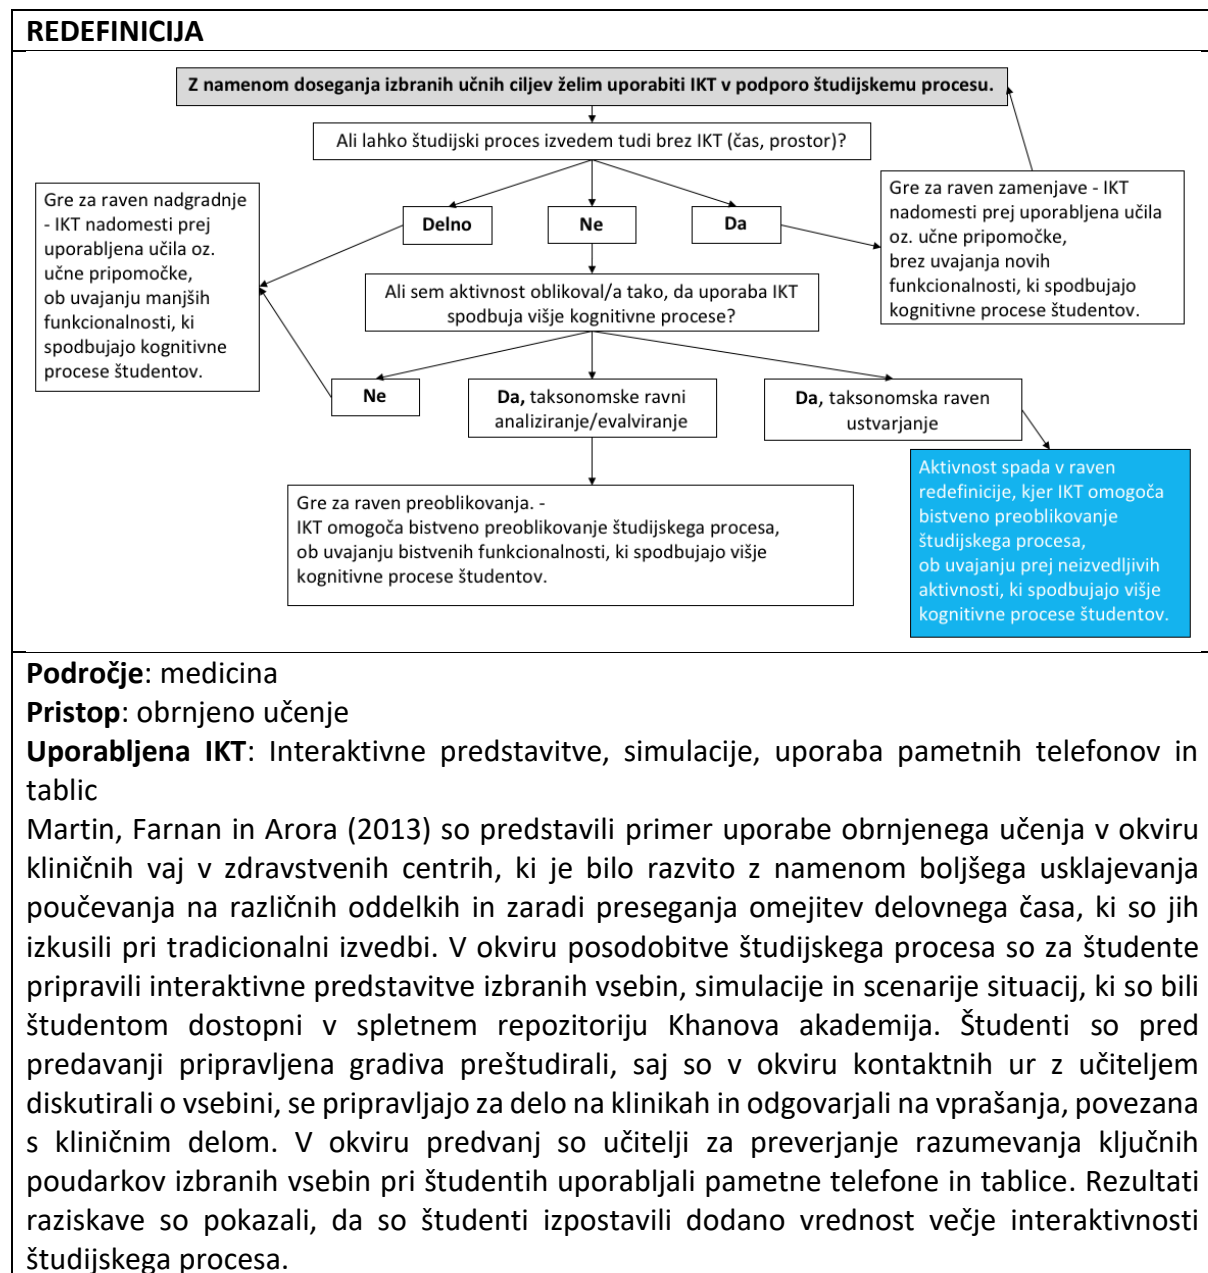 REDEFINICIJA
Z namenom doseganja izbranih učnih ciljev želim uporabiti IKT v podporo študijskemu procesu.
Ali lahko študijski proces izvedem tudi brez IKT (čas, prostor)?
Gre za raven nadgradnje
- IKT nadomesti prej
uporabljena učila oz.
učne pripomočke,
ob uvajanju manjših
funkcionalnosti, ki
spodbujajo kognitivne
procese študentov.
Delno
Ne
Da
Gre za raven zamenjave - IKT
nadomesti prej uporabljena učila
oz. učne pripomočke,
brez uvajanja novih
funkcionalnosti, ki spodbujajo
kognitivne procese študentov.
Ali sem aktivnost oblikoval/a tako, da uporaba IKT
spodbuja višje kognitivne procese?
Ne
Da, taksonomske ravni
analiziranje/evalviranje
Da, taksonomska raven
ustvarjanje
Gre za raven preoblikovanja. -
IKT omogoča bistveno preoblikovanje študijskega procesa,
ob uvajanju bistvenih funkcionalnosti, ki spodbujajo višje
kognitivne procese študentov.
Aktivnost spada v raven
redefinicije, kjer IKT omogoča
bistveno preoblikovanje
študijskega procesa,
ob uvajanju prej neizvedljivih
aktivnosti, ki spodbujajo višje
kognitivne procese študentov.
Področje: medicina
Pristop: obrnjeno učenje
Uporabljena IKT: Interaktivne predstavitve, simulacije, uporaba pametnih telefonov in
tablic
Martin, Farnan in Arora (2013) so predstavili primer uporabe obrnjenega učenja v okviru
kliničnih vaj v zdravstvenih centrih, ki je bilo razvito z namenom boljšega usklajevanja
poučevanja na različnih oddelkih in zaradi preseganja omejitev delovnega časa, ki so jih
izkusili pri tradicionalni izvedbi. V okviru posodobitve študijskega procesa so za študente
pripravili interaktivne predstavitve izbranih vsebin, simulacije in scenarije situacij, ki so bili
študentom dostopni v spletnem repozitoriju Khanova akademija. Študenti so pred
predavanji pripravljena gradiva preštudirali, saj so v okviru kontaktnih ur z učiteljem
diskutirali o vsebini, se pripravljajo za delo na klinikah in odgovarjali na vprašanja, povezana
s kliničnim delom. V okviru predvanj so učitelji za preverjanje razumevanja ključnih
poudarkov izbranih vsebin pri študentih uporabljali pametne telefone in tablice. Rezultati
raziskave so pokazali, da so študenti izpostavili dodano vrednost večje interaktivnosti
študijskega procesa.